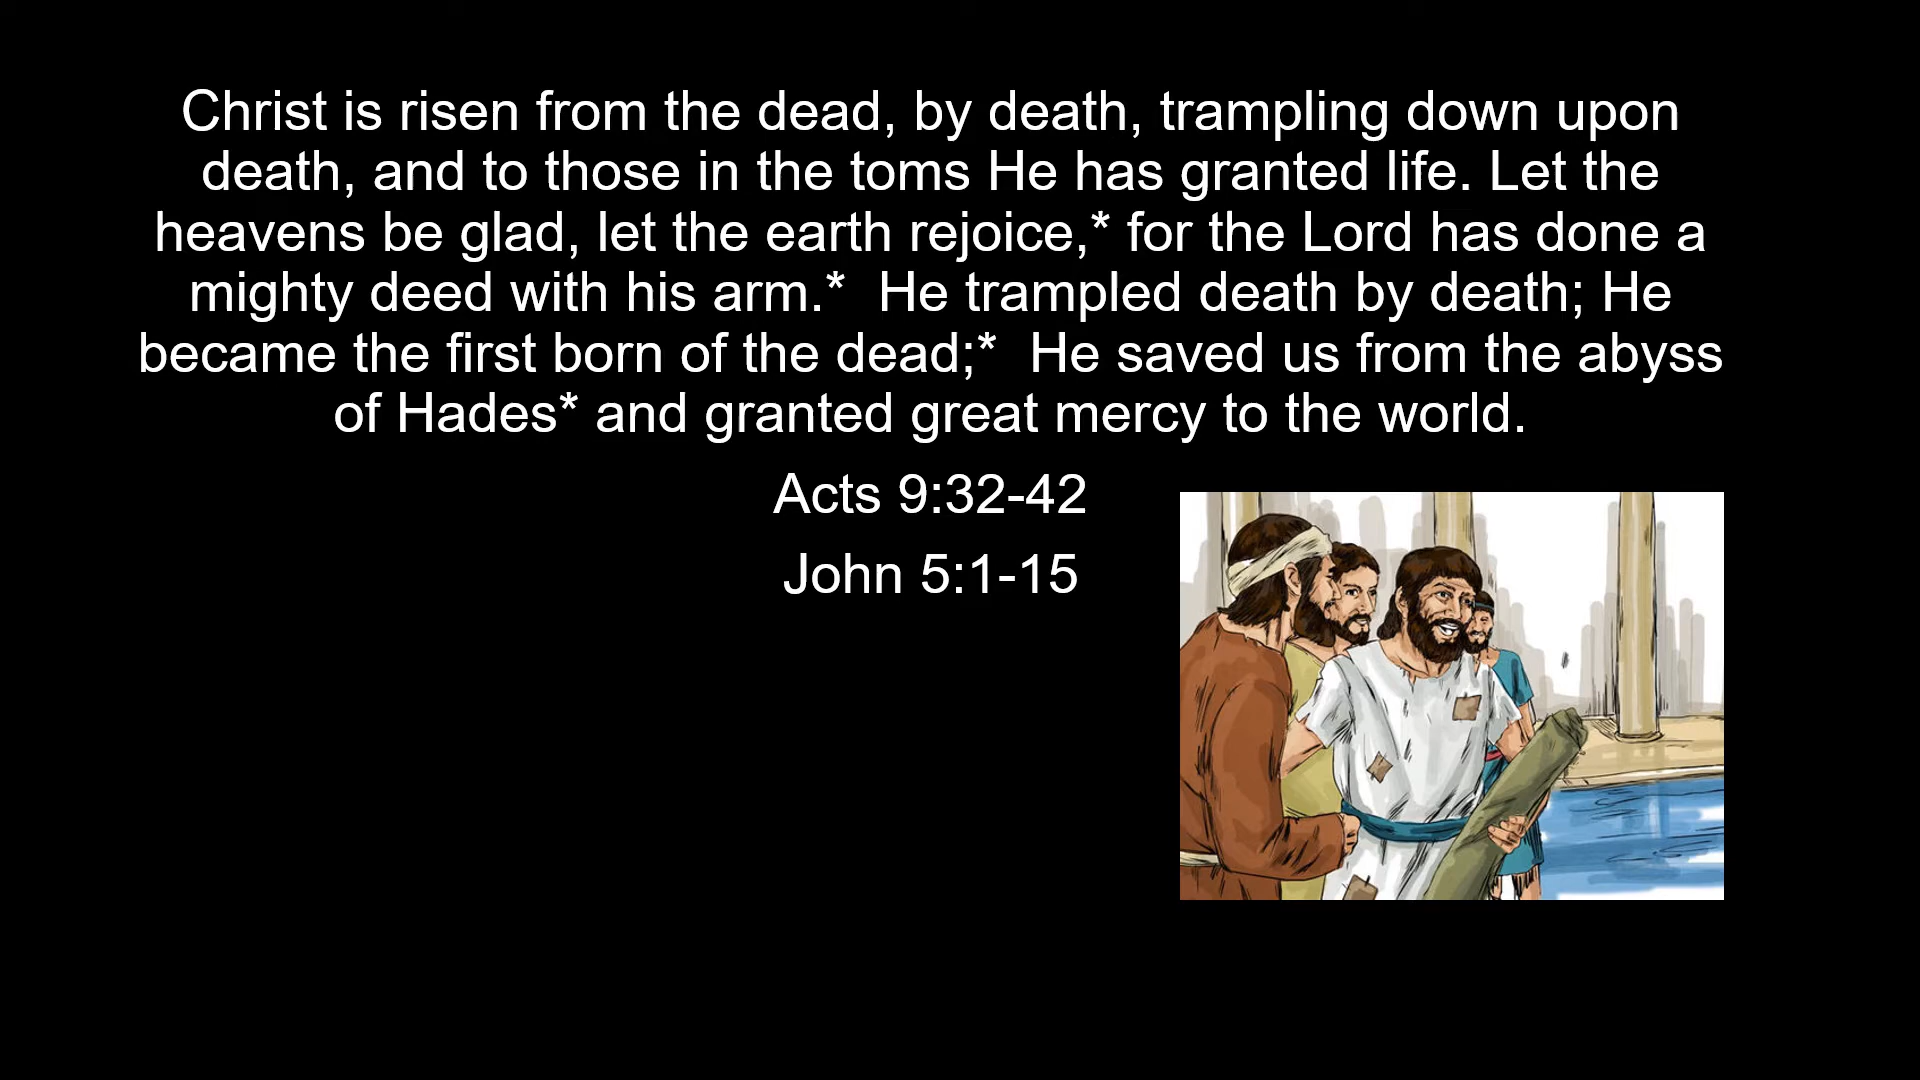 Christ is risen from the dead, by death, trampling down upon
death, and to those in the toms He has granted life. Let the
heavens be glad, let the earth rejoice,* for the Lord has done a
mighty deed with his arm.*  He trampled death by death; He
became the first born of the dead;*  He saved us from the abyss
of Hades* and granted great mercy to the world.
Acts 9:32-42
John 5:1-15